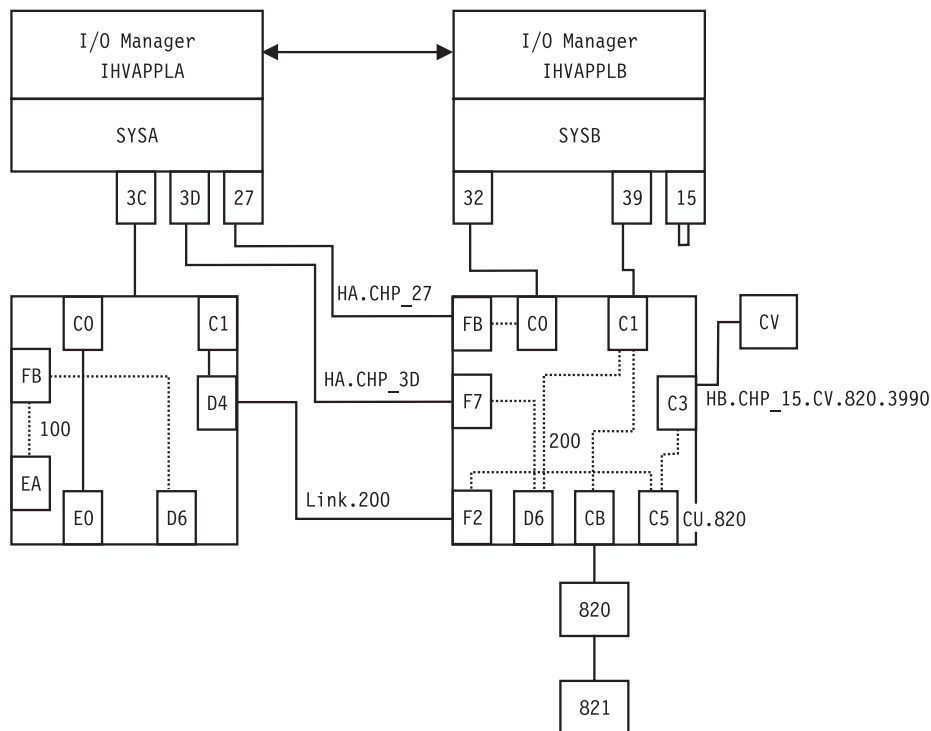 I/O Manager
IHVAPPLA
I/O Manager
IHVAPPLB
SYSA
SYSB
3C
3D
27
32
39
15
HA.CHP_27
C0
C1
FB
C0
C1
CV
FB
HA.CHP_3D
D4
F7
C3
HB.CHP_15.CV.820.3990
100
200
EA
Link.200
E0
D6
F2
D6
CB
C5
CU.820
820
821